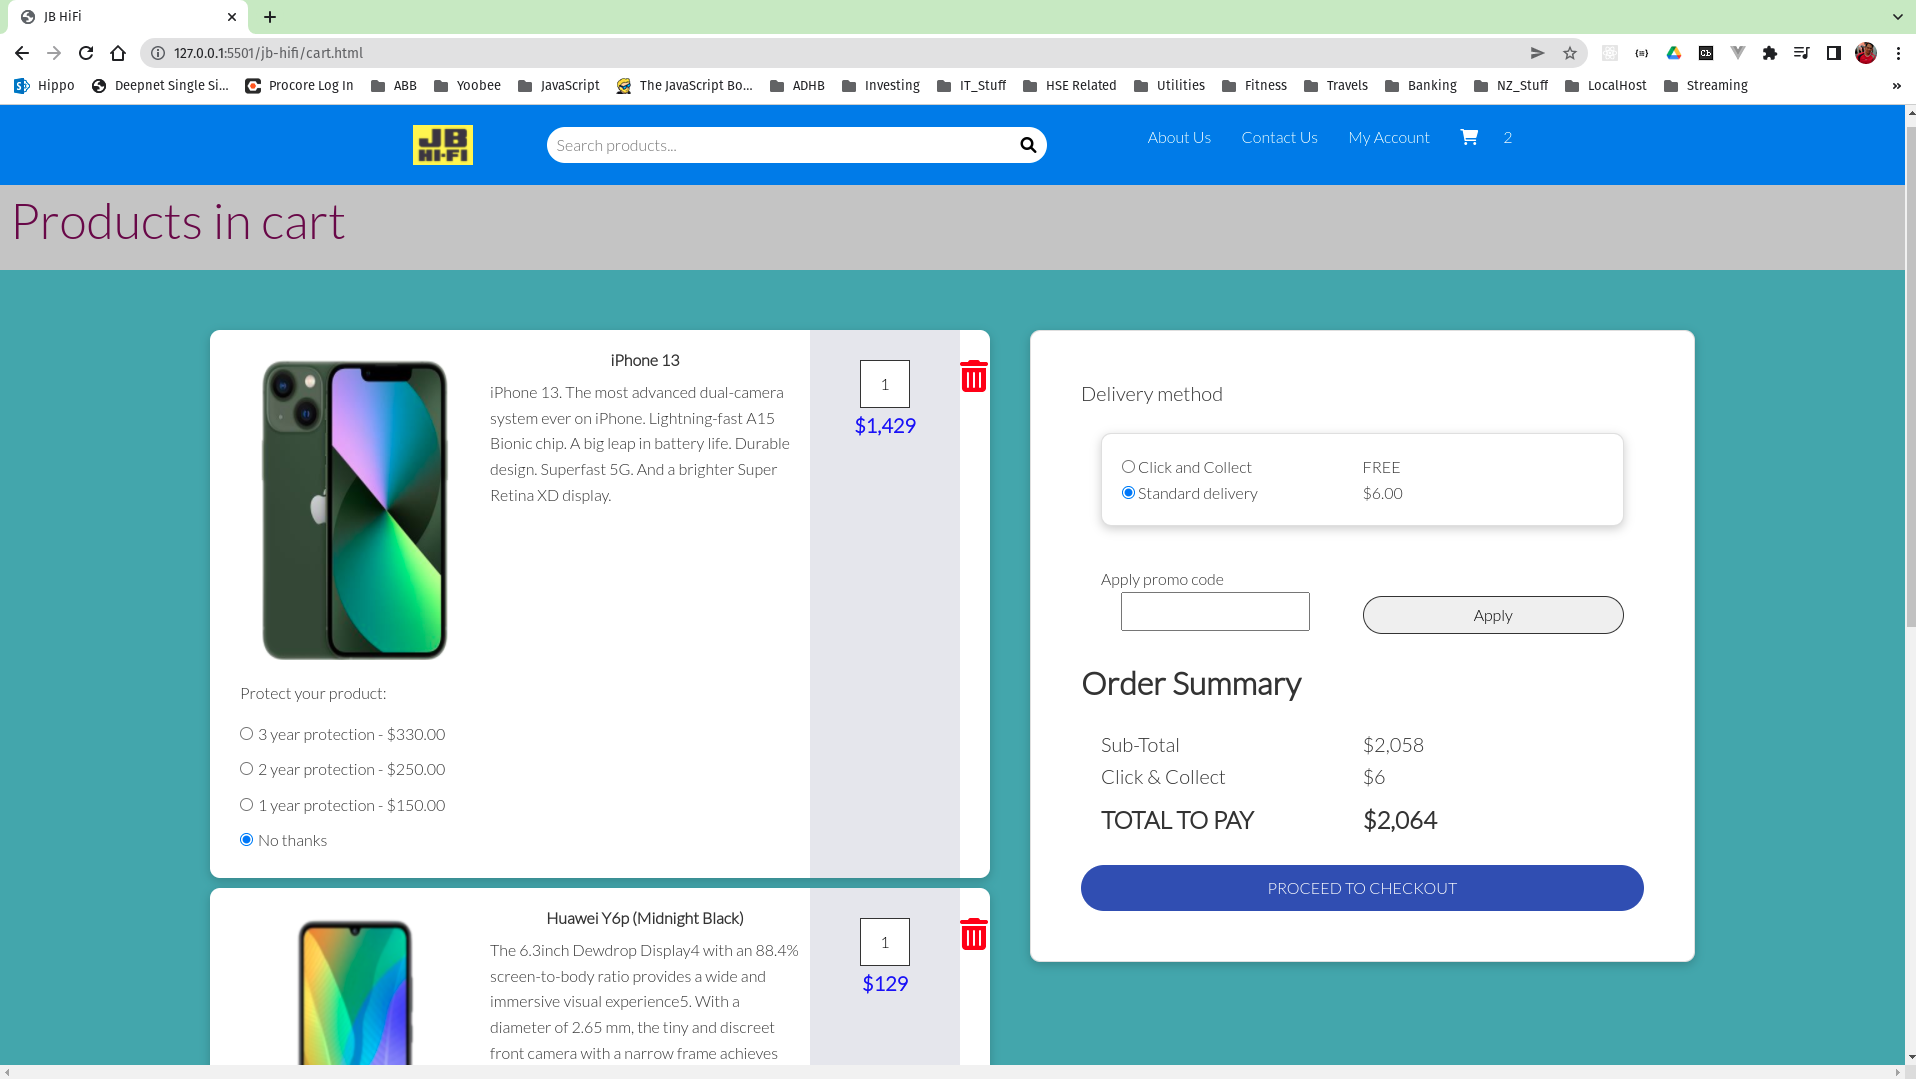 JB HiFi
127.0.0.1:5501/jb-hifi/cart.html
Hippo
Deepnet Single Si...
Procore Log In
ABB
Yoobee
JavaScript
The JavaScript Bo...
ADHB
Investing
IT_Stuff
HSE Related
Utilities
Fitness
Travels
Banking
NZ_Stuff
LocalHost
Streaming
»
JB
HI-FI
Search products...
About Us
Contact Us
My Account
2
Products in cart
iPhone 13
iPhone 13. The most advanced dual-camera
system ever on iPhone. Lightning-fast A15
Bionic chip. A big leap in battery life. Durable
design. Superfast 5G. And a brighter Super
Retina XD display.
1
$1,429
Protect your product:
3 year protection - $330.00
2 year protection - $250.00
1 year protection - $150.00
No thanks
Huawei Y6p (Midnight Black)
The 6.3inch Dewdrop Display4 with an 88.4%
screen-to-body ratio provides a wide and
immersive visual experience5. With a
diameter of 2.65 mm, the tiny and discreet
front camera with a narrow frame achieves
1
$129
Delivery method
Click and Collect FREE
Standard delivery $6.00
Apply promo code
Apply
Order Summary
Sub-Total $2,058
Click & Collect $6
TOTAL TO PAY $2,064
PROCEED TO CHECKOUT